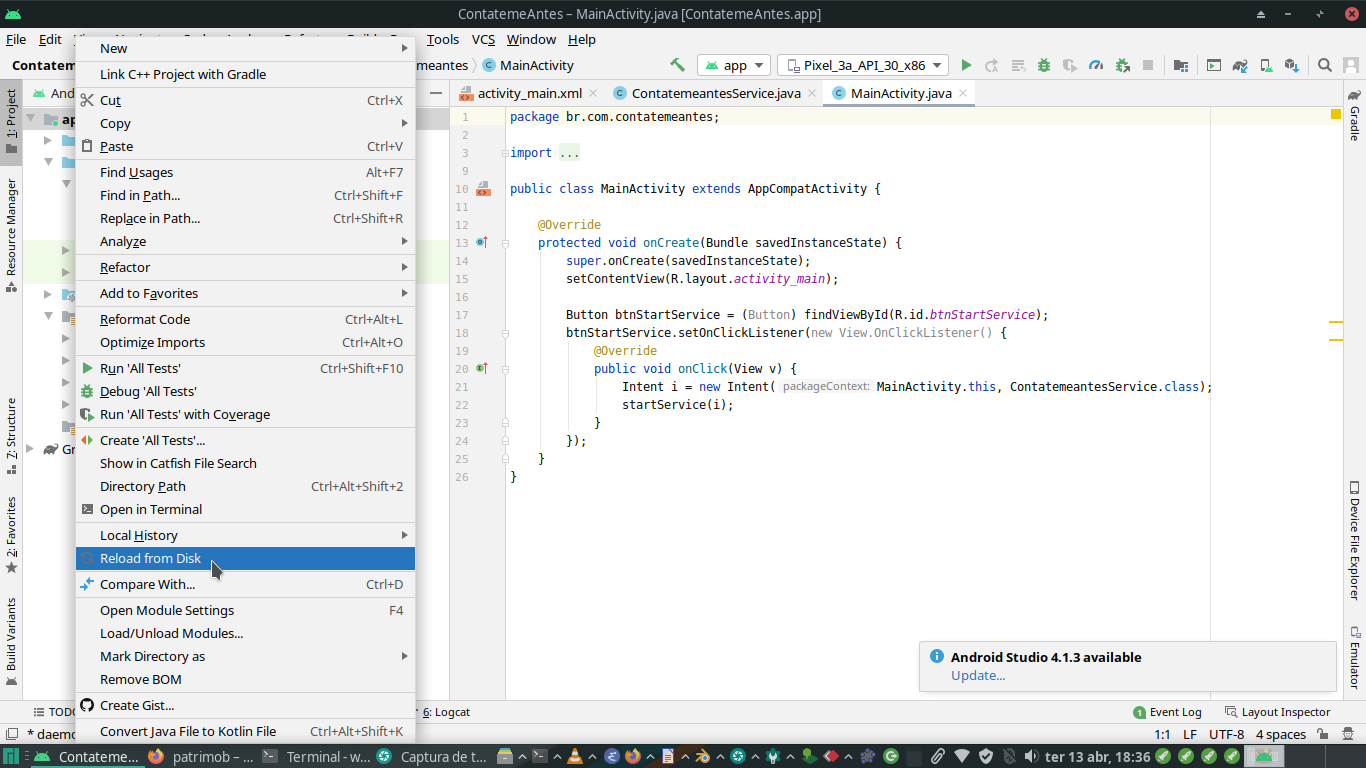 ContatemeAntes – MainActivity.java [ContatemeAntes.app]
File Edit Tools VCS Window Help
Contatem
meantes MainActivity
app Pixel_3a_API_30_x86
1: Project
Resource Manager
Z: Structure
2: Favorites
Build Variants
And
ap
Gr
New
Link C++ Project with Gradle
Cut Ctrl+X
Copy
Paste Ctrl+V
Find Usages Alt+F7
Find in Path... Ctrl+Shift+F
Replace in Path... Ctrl+Shift+R
Analyze
Refactor
Add to Favorites
Reformat Code Ctrl+Alt+L
Optimize Imports Ctrl+Alt+O
Run 'All Tests' Ctrl+Shift+F10
Debug 'All Tests'
Run 'All Tests' with Coverage
Create 'All Tests'...
Show in Catfish File Search
Directory Path Ctrl+Alt+Shift+2
Open in Terminal
Local History
Reload from Disk
Compare With... Ctrl+D
Open Module Settings F4
Load/Unload Modules...
Mark Directory as
Remove BOM
Create Gist...
Convert Java File to Kotlin File Ctrl+Alt+Shift+K
activity_main.xml ContatemeantesService.java MainActivity.java
1 package br.com.contatemeantes;
2
3 import ...
9
10 public class MainActivity extends AppCompatActivity {
11
12 @Override
13 protected void onCreate(Bundle savedInstanceState) {
14 super.onCreate(savedInstanceState);
15 setContentView(R.layout.activity_main);
16
17 Button btnStartService = (Button) findViewById(R.id.btnStartService);
18 btnStartService.setOnClickListener(new View.OnClickListener() {
19 @Override
20 public void onClick(View v) {
21 Intent i = new Intent( packageContext: MainActivity.this, ContatemeantesService.class);
22 startService(i);
23 }
24 });
25 }
26 }
Gradle
Device File Explorer
Emulator
Android Studio 4.1.3 available
Update...
TODO 6: Logcat 1 Event Log Layout Inspector
* daemo 1:1 LF UTF-8 4 spaces
Contateme... patrimob – ... Terminal - w... Captura de t... ter 13 abr, 18:36